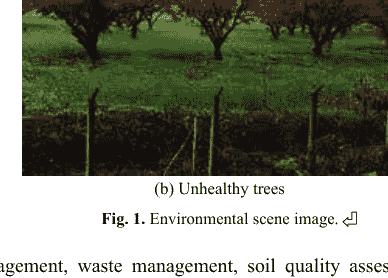 (b) Unhealthy trees
Fig. 1. Environmental scene image.
agement, waste management, soil quality asses